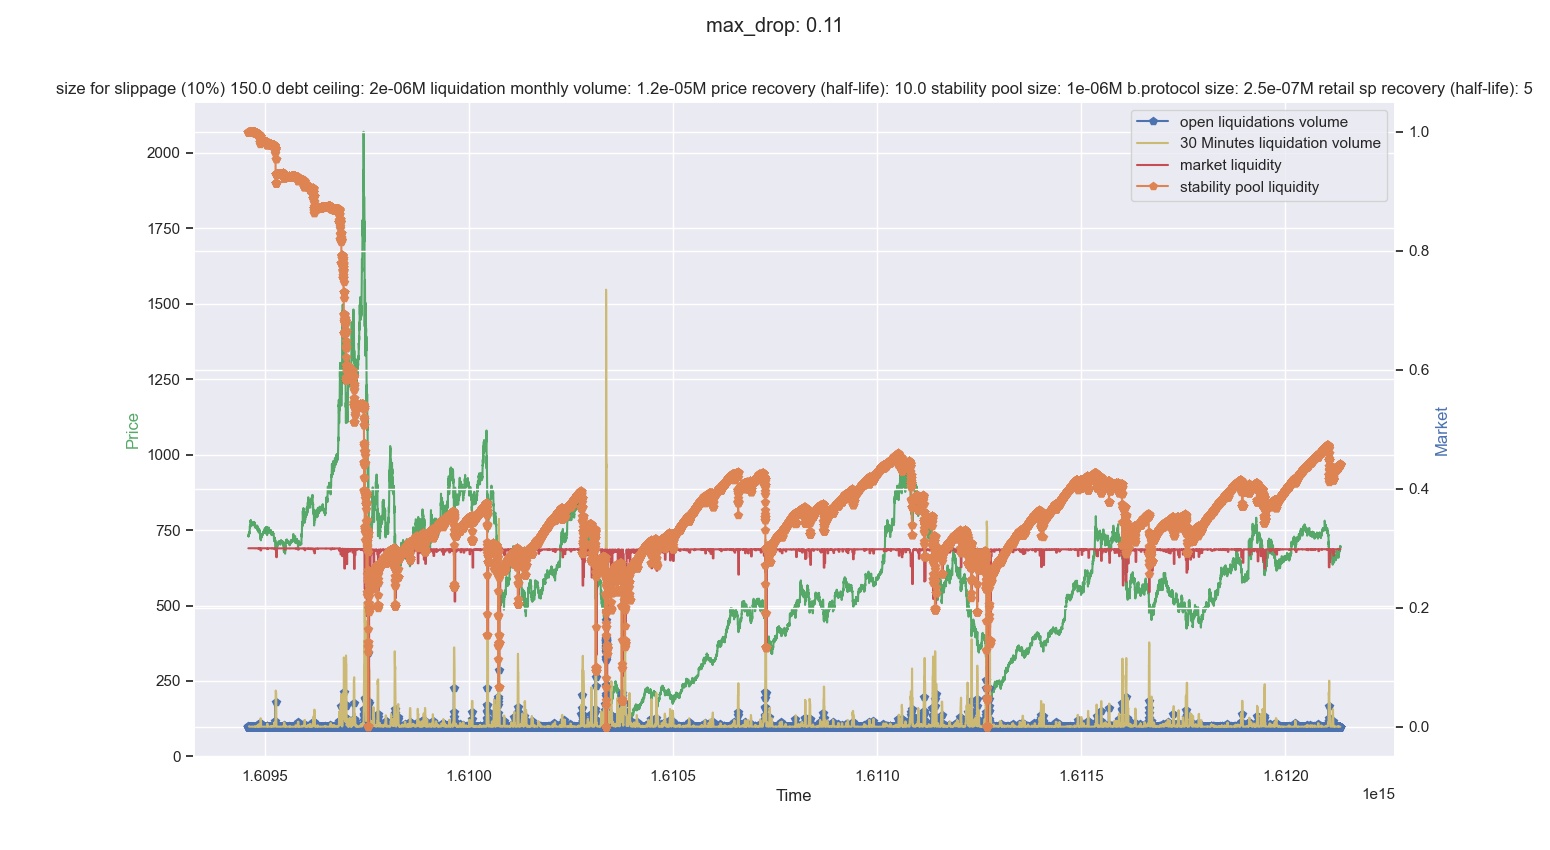 max_drop: 0.11
size for slippage (10%) 150.0 debt ceiling: 2e-06M liquidation monthly volume: 1.2e-05M price recovery (half-life): 10.0 stability pool size: 1e-06M b.protocol size: 2.5e-07M retail sp recovery (half-life): 5
open liquidations volume
30 Minutes liquidation volume
market liquidity
stability pool liquidity
2000
1750
1500
1250
1000
750
500
250
0
Price
1.0
0.8
0.6
0.4
0.2
0.0
Market
1.6095 1.6100 1.6105 1.6110 1.6115 1.6120
Time
1e15